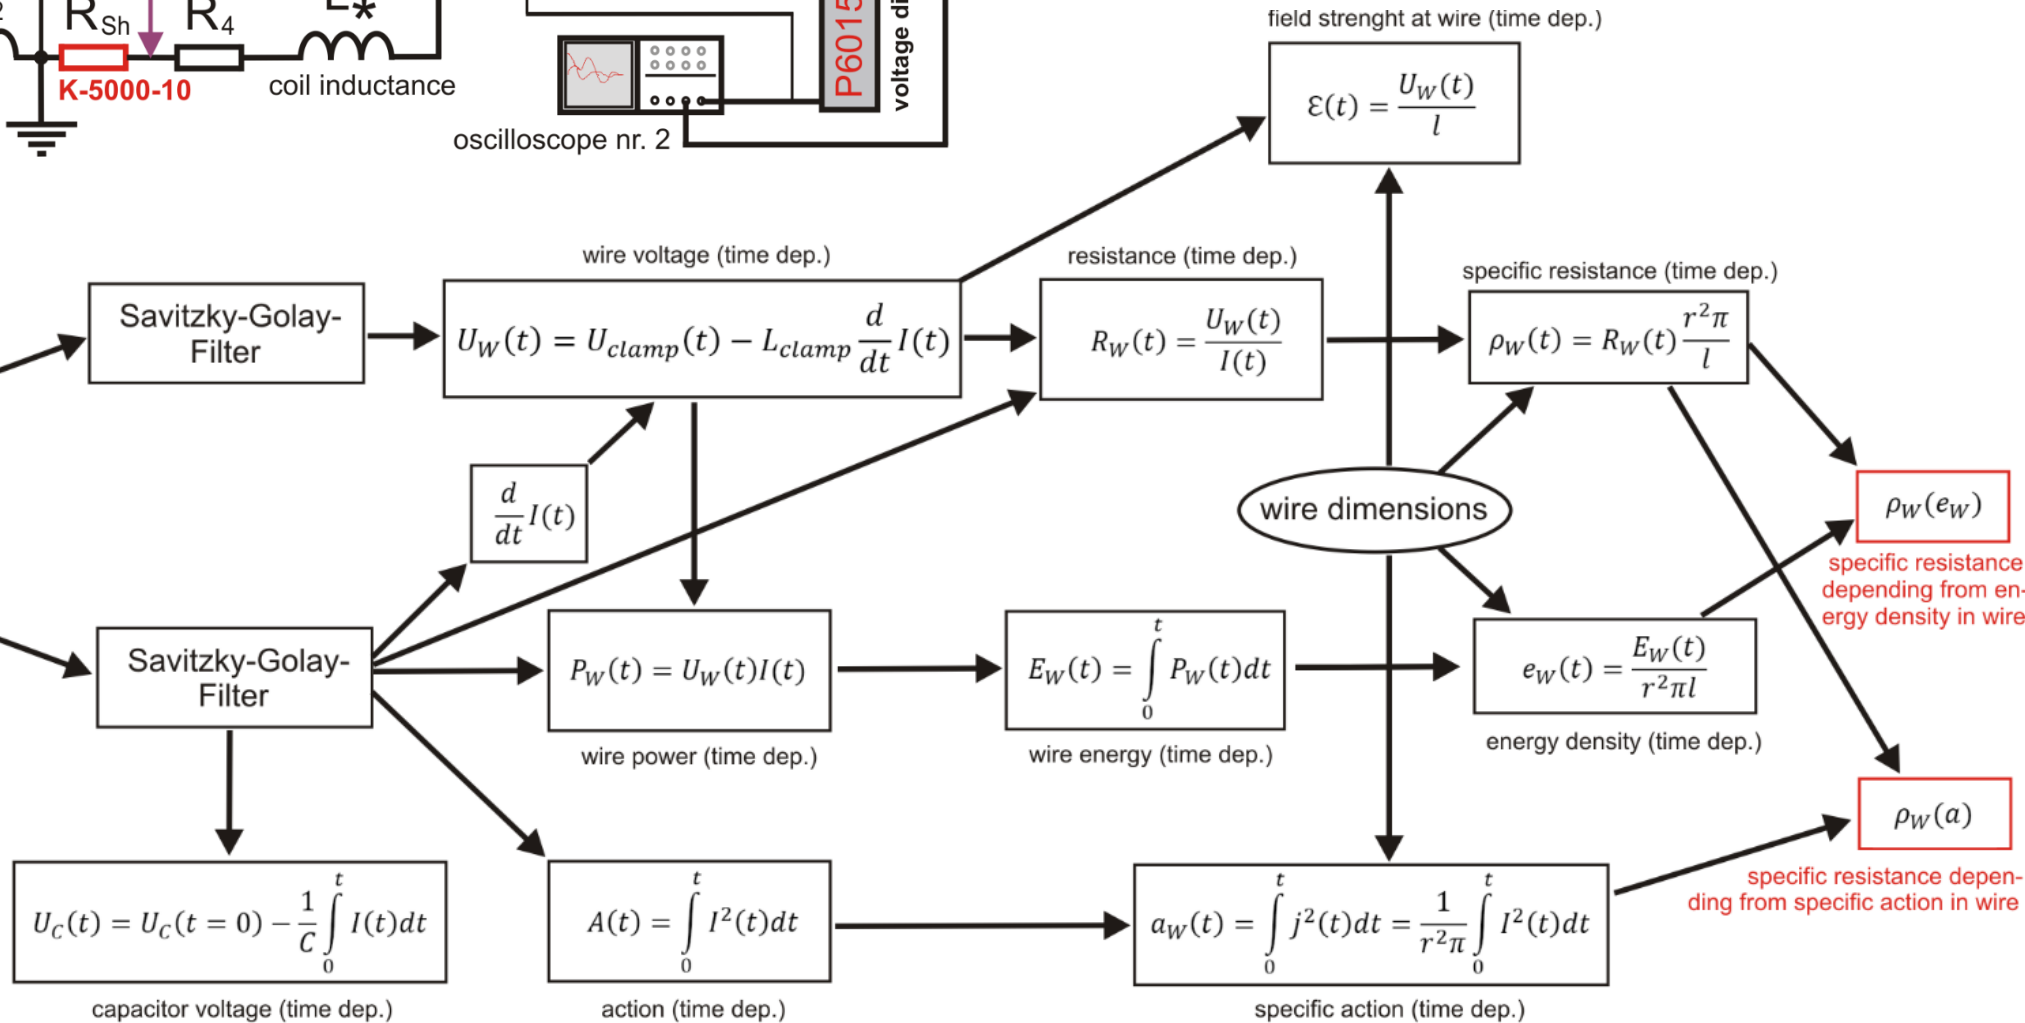 R_Sh
R_4
K-5000-10
coil inductance
oscilloscope nr. 2
P6015
voltage di
field strenght at wire (time dep.)
Ɛ(t) = U_W(t) / l
wire voltage (time dep.)
resistance (time dep.)
specific resistance (time dep.)
Savitzky-Golay-
Filter
U_W(t) = U_clamp(t) − L_clamp d/dt I(t)
R_W(t) = U_W(t) / I(t)
ρ_W(t) = R_W(t) r²π / l
d/dt I(t)
wire dimensions
ρ_W(e_W)
specific resistance
depending from en-
ergy density in wire
Savitzky-Golay-
Filter
P_W(t) = U_W(t)I(t)
E_W(t) = ∫₀ᵗ P_W(t)dt
e_W(t) = E_W(t) / r²πl
wire power (time dep.)
wire energy (time dep.)
energy density (time dep.)
ρ_W(a)
specific resistance depen-
ding from specific action in wire
U_C(t) = U_C(t = 0) − 1/C ∫₀ᵗ I(t)dt
A(t) = ∫₀ᵗ I²(t)dt
a_W(t) = ∫₀ᵗ j²(t)dt = 1/r²π ∫₀ᵗ I²(t)dt
capacitor voltage (time dep.)
action (time dep.)
specific action (time dep.)